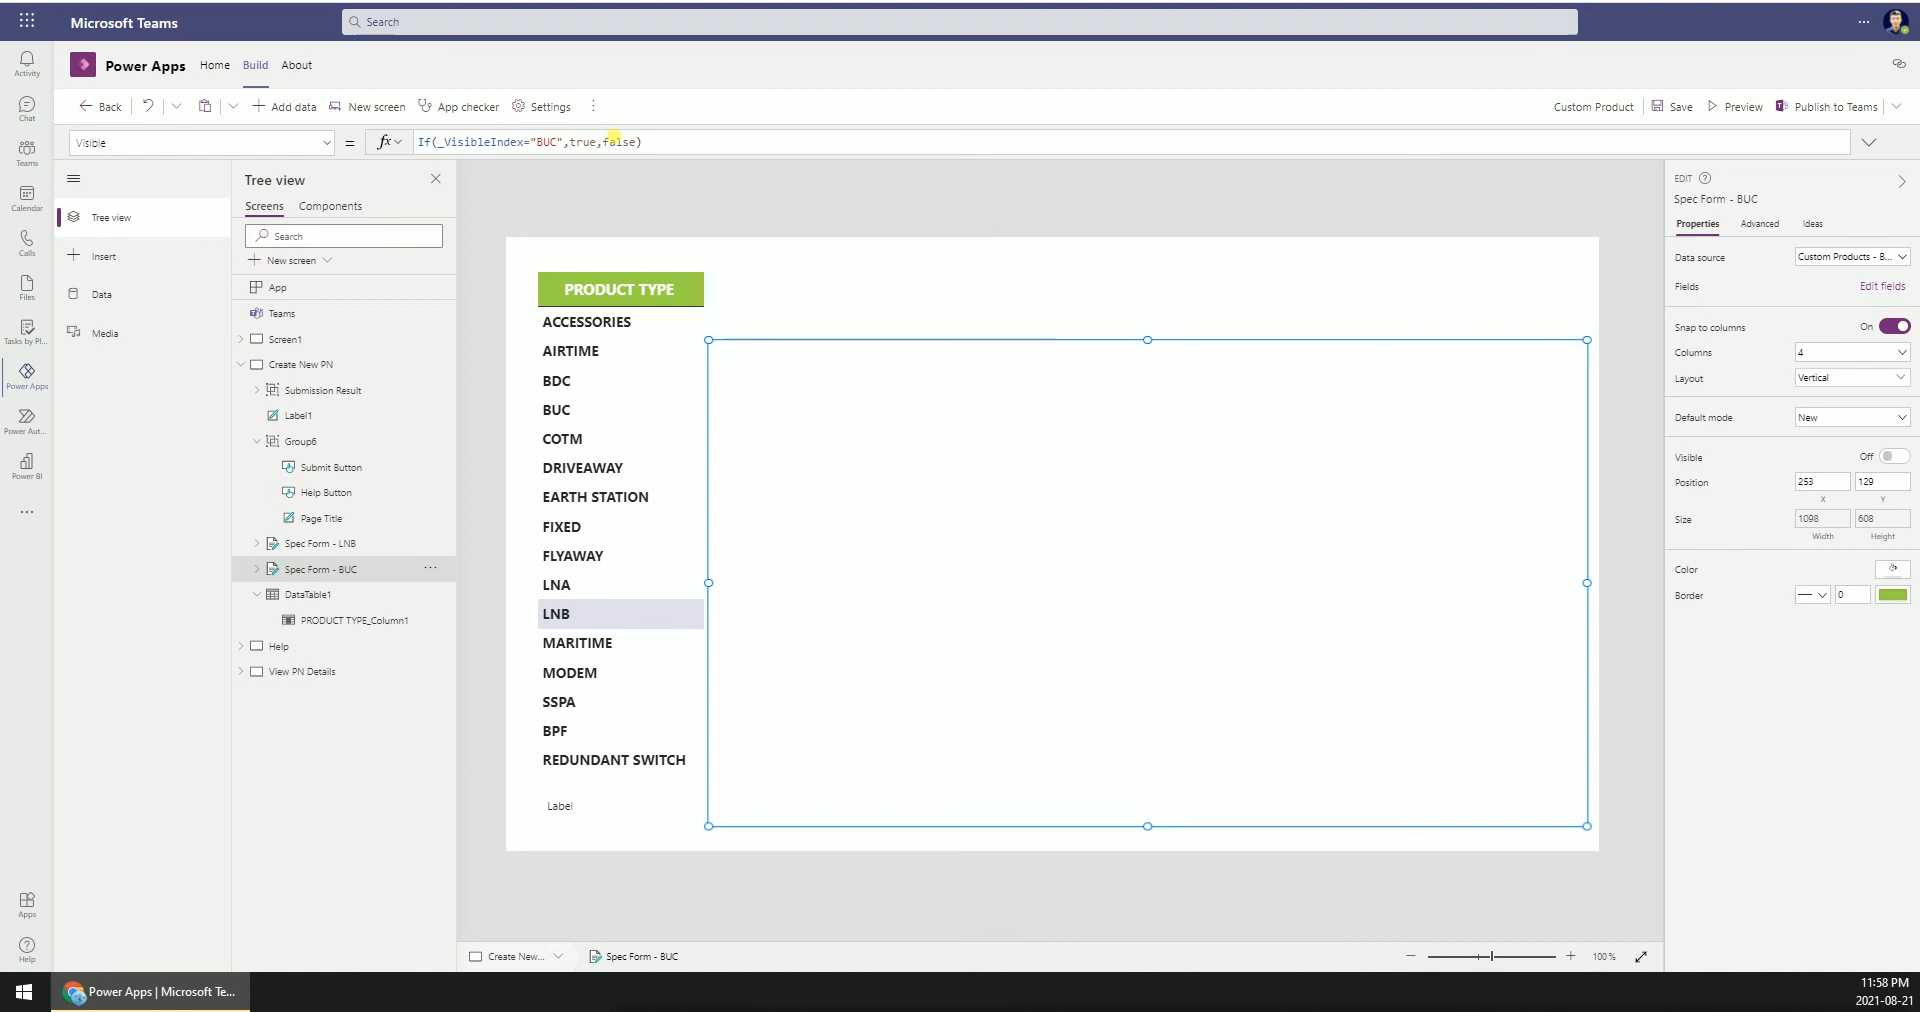 Microsoft Teams
Search
Activity
Chat
Teams
Calendar
Calls
Files
Tasks by Pl...
Power Apps
Power Aut...
Power BI
Apps
Help
Power Apps
Home
Build
About
Back
Add data
New screen
App checker
Settings
Custom Product
Save
Preview
Publish to Teams
Visible
=
fx
If(_VisibleIndex="BUC",true,false)
Tree view
Insert
Data
Media
Tree view
Screens
Components
Search
New screen
App
Teams
Screen1
Create New PN
Submission Result
Label1
Group6
Submit Button
Help Button
Page Title
Spec Form - LNB
Spec Form - BUC
DataTable1
PRODUCT TYPE_Column1
Help
View PN Details
PRODUCT TYPE
ACCESSORIES
AIRTIME
BDC
BUC
COTM
DRIVEAWAY
EARTH STATION
FIXED
FLYAWAY
LNA
LNB
MARITIME
MODEM
SSPA
BPF
REDUNDANT SWITCH
Label
EDIT
Spec Form - BUC
Properties
Advanced
Ideas
Data source
Custom Products - B...
Fields
Edit fields
Snap to columns
On
Columns
4
Layout
Vertical
Default mode
New
Visible
Off
Position
253
129
X
Y
Size
1098
608
Width
Height
Color
Border
0
Create New...
Spec Form - BUC
100 %
Power Apps | Microsoft Te...
11:58 PM
2021-08-21